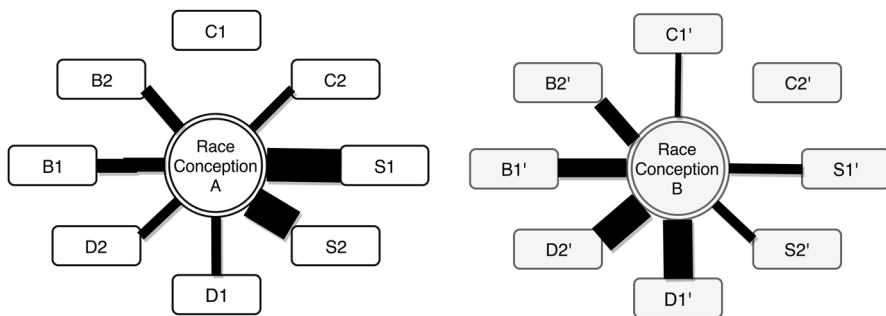 C1
B2
C2
Race
Conception
A
B1
S1
D2
S2
D1
C1'
B2'
C2'
Race
Conception
B
B1'
S1'
D2'
S2'
D1'